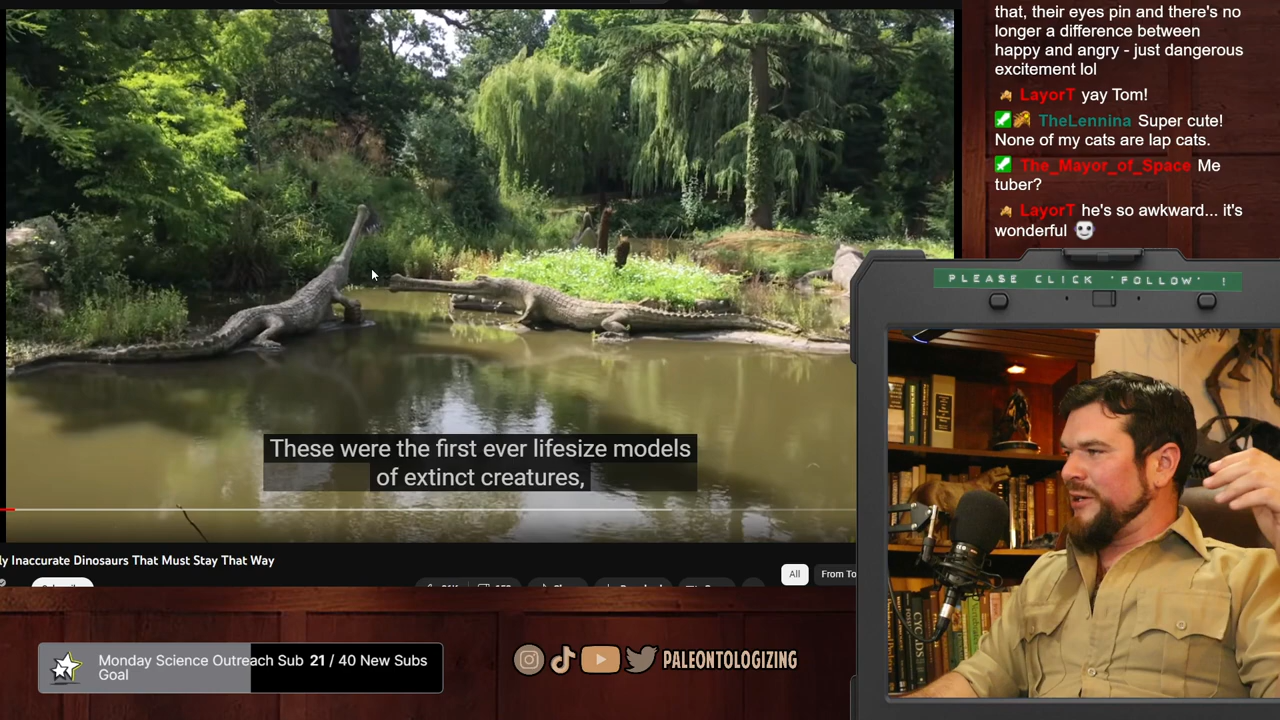 that, their eyes pin and there's no
longer a difference between
happy and angry - just dangerous
excitement lol
LayorT yay Tom!
TheLennina Super cute!
None of my cats are lap cats.
The_Mayor_of_Space Me
tuber?
LayorT he's so awkward... it's
wonderful
PLEASE CLICK 'FOLLOW' !
These were the first ever lifesize models
of extinct creatures,
ly Inaccurate Dinosaurs That Must Stay That Way
All
From To
CYCADS
Monday Science Outreach Sub 21 / 40 New Subs
Goal
PALEONTOLOGIZING